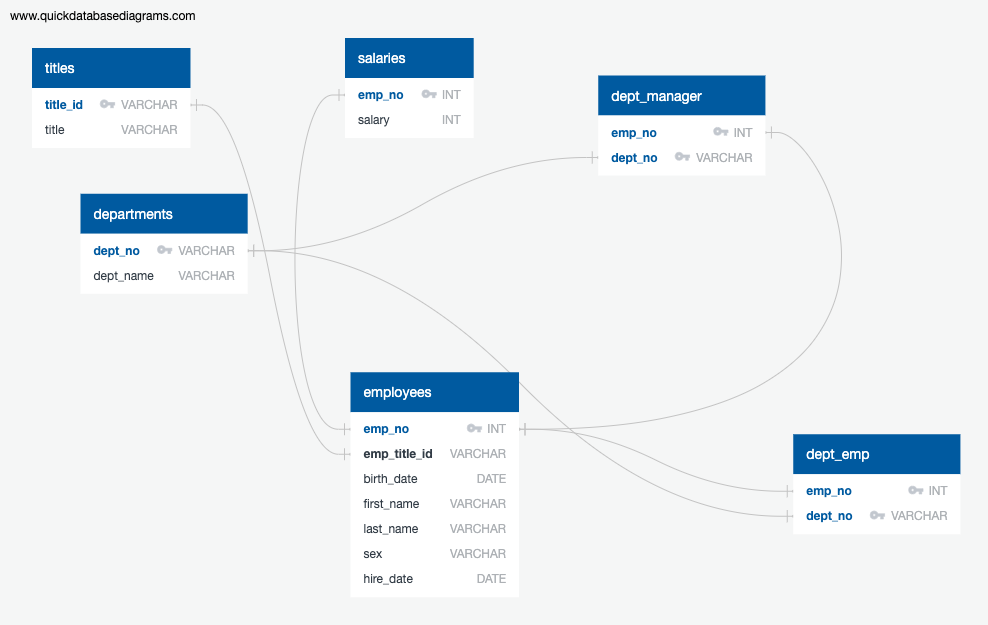 www.quickdatabasediagrams.com
titles
title_id VARCHAR
title VARCHAR
salaries
emp_no INT
salary INT
dept_manager
emp_no INT
dept_no VARCHAR
departments
dept_no VARCHAR
dept_name VARCHAR
employees
emp_no INT
emp_title_id VARCHAR
birth_date DATE
first_name VARCHAR
last_name VARCHAR
sex VARCHAR
hire_date DATE
dept_emp
emp_no INT
dept_no VARCHAR